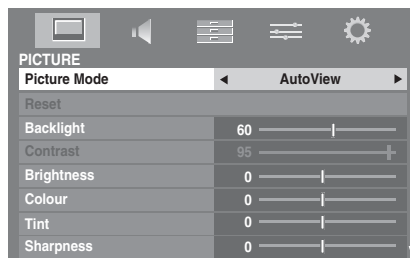 PICTURE
Picture Mode AutoView
Reset
Backlight 60
Contrast 95
Brightness 0
Colour 0
Tint 0
Sharpness 0